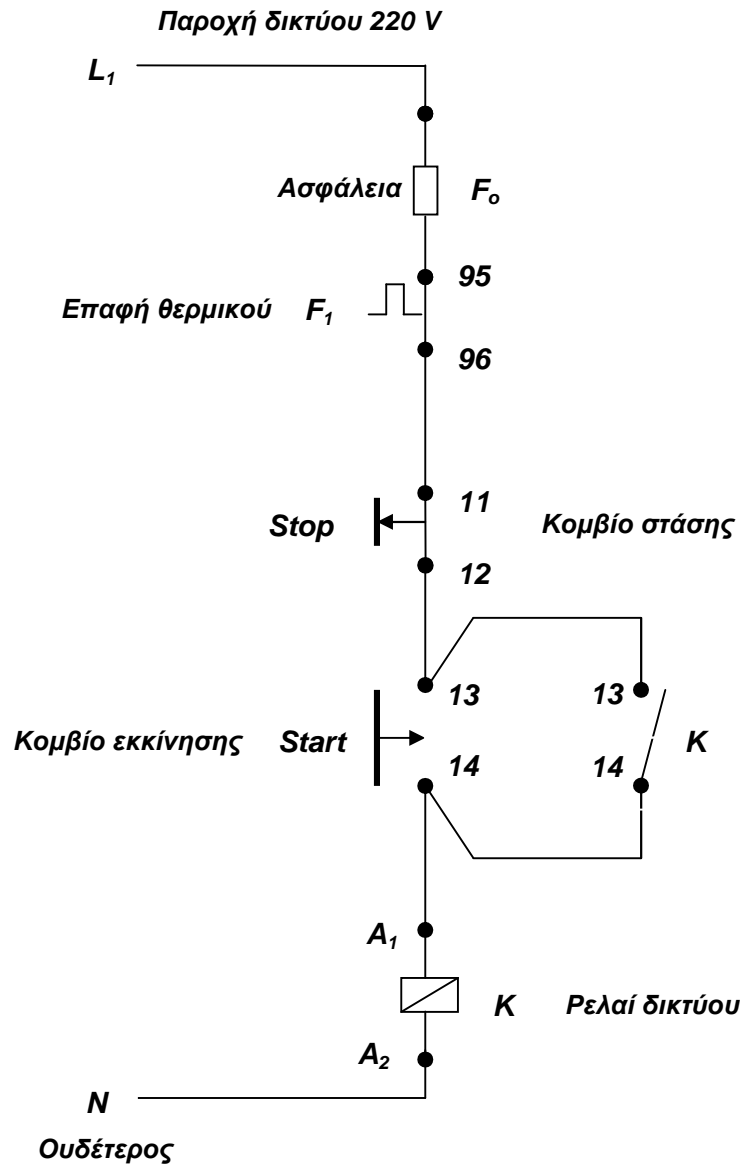 Παροχή δικτύου 220 V
L₁
Ασφάλεια Fₒ
95
Επαφή θερμικού F₁
96
11
Stop Κομβίο στάσης
12
13 13
Κομβίο εκκίνησης Start K
14 14
A₁
K Ρελαί δικτύου
A₂
N
Ουδέτερος